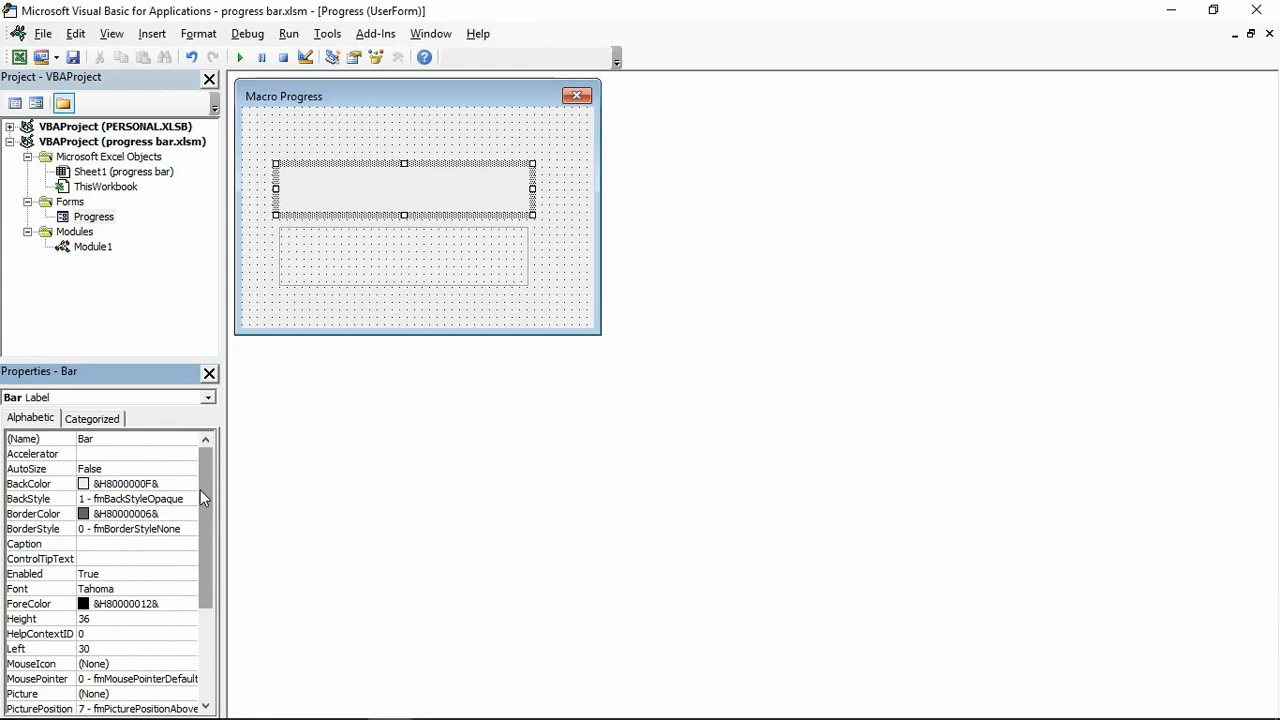 Microsoft Visual Basic for Applications - progress bar.xlsm - [Progress (UserForm)]
File Edit View Insert Format Debug Run Tools Add-Ins Window Help
Project - VBAProject
VBAProject (PERSONAL.XLSB)
VBAProject (progress bar.xlsm)
Microsoft Excel Objects
Sheet1 (progress bar)
ThisWorkbook
Forms
Progress
Modules
Module1
Macro Progress
Properties - Bar
Bar Label
Alphabetic Categorized
(Name) Bar
Accelerator
AutoSize False
BackColor &H8000000F&
BackStyle 1 - fmBackStyleOpaque
BorderColor &H80000006&
BorderStyle 0 - fmBorderStyleNone
Caption
ControlTipText
Enabled True
Font Tahoma
ForeColor &H80000012&
Height 36
HelpContextID 0
Left 30
MouseIcon (None)
MousePointer 0 - fmMousePointerDefault
Picture (None)
PicturePosition 7 - fmPicturePositionAbove